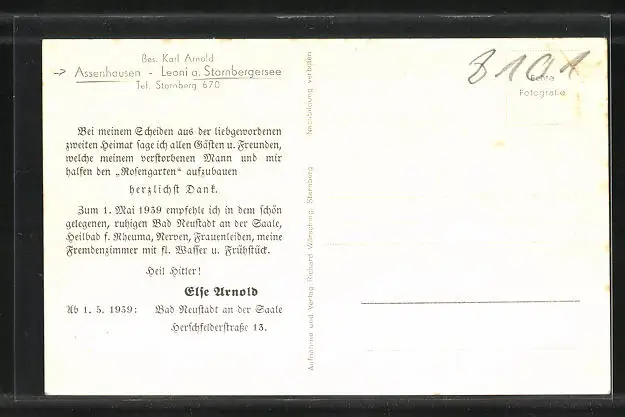 Bes. Karl Arnold
-> Assenhausen - Leoni a. Starnbergersee
Tel. Starnberg 670
Bei meinem Scheiden aus der liebgewordenen
zweiten Heimat sage ich allen Gästen u. Freunden,
welche meinem verstorbenen Mann und mir
halfen den „Rosengarten“ aufzubauen
herzlichst Dank.
Zum 1. Mai 1939 empfehle ich in dem schön
gelegenen, ruhigen Bad Neustadt an der Saale,
Heilbad f. Rheuma, Nerven, Frauenleiden, meine
Fremdenzimmer mit fl. Wasser u. Frühstück.
Heil Hitler!
Else Arnold
Ab 1. 5. 1939: Bad Neustadt an der Saale
Herschfelderstraße 13.
Aufnahme und Verlag Richard Wörsching, Starnberg Nachbildung verboten
8101
Echte
Fotografie